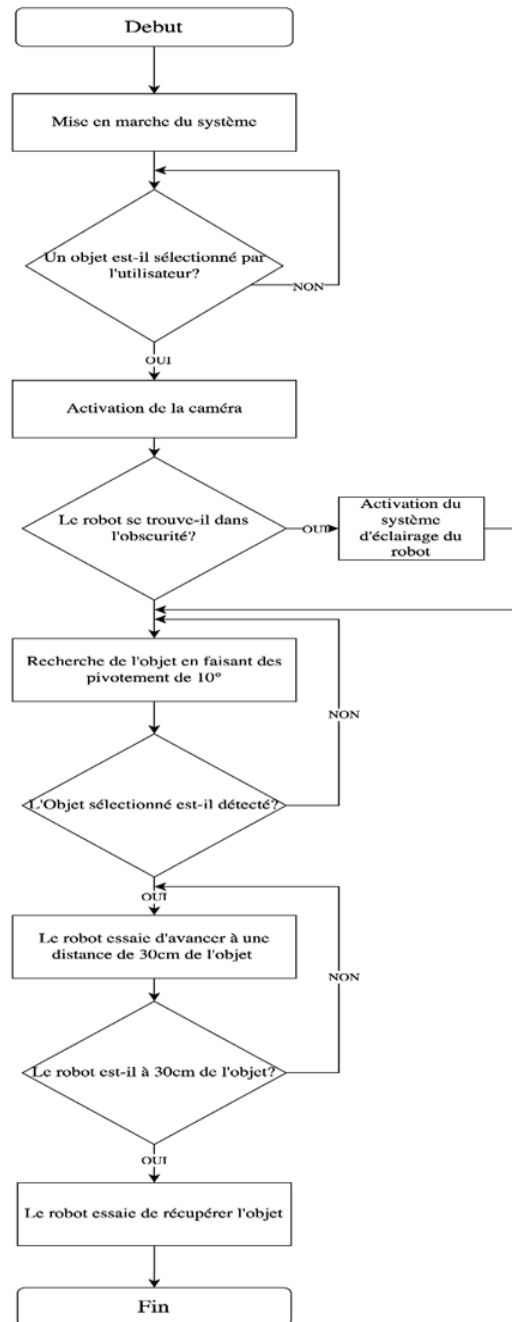 Debut
Mise en marche du système
Un objet est-il sélectionné par
l'utilisateur?
NON
OUI
Activation de la caméra
Le robot se trouve-il dans
l'obscurité?
OUI
Activation du
système
d'éclairage du
robot
Recherche de l'objet en faisant des
pivotement de 10°
NON
L'Objet sélectionné est-il détecté?
OUI
Le robot essaie d'avancer à une
distance de 30cm de l'objet
NON
Le robot est-il à 30cm de l'objet?
OUI
Le robot essaie de récupérer l'objet
Fin